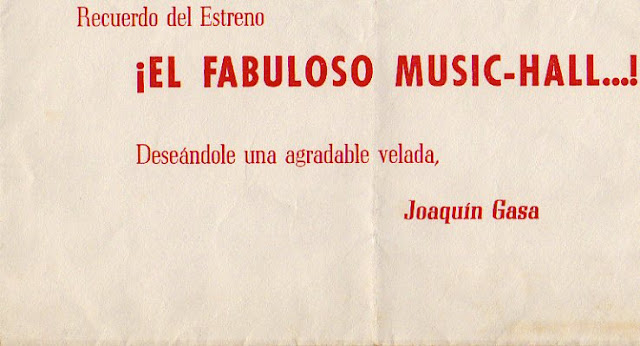 Recuerdo del Estreno
¡EL FABULOSO MUSIC-HALL...!
Deseándole una agradable velada,
Joaquín Gasa